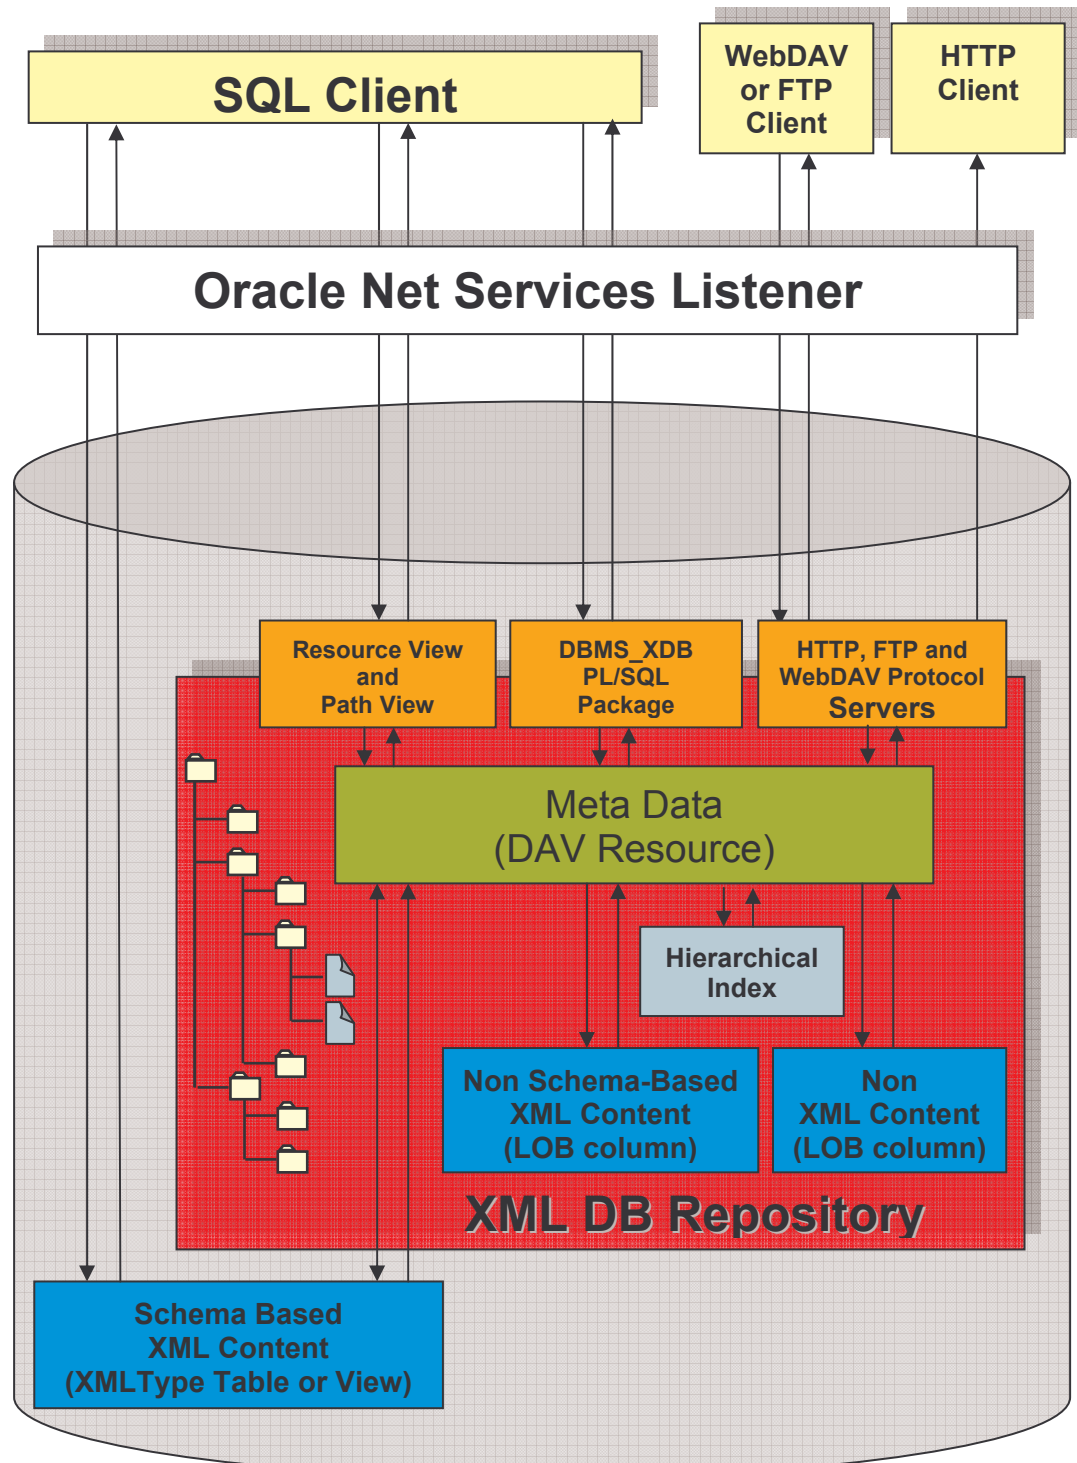 SQL Client
WebDAV
or FTP
Client
HTTP
Client
Oracle Net Services Listener
Resource View
and
Path View
DBMS_XDB
PL/SQL
Package
HTTP, FTP and
WebDAV Protocol
Servers
Meta Data
(DAV Resource)
Hierarchical
Index
Non Schema-Based
XML Content
(LOB column)
Non
XML Content
(LOB column)
XML DB Repository
Schema Based
XML Content
(XMLType Table or View)